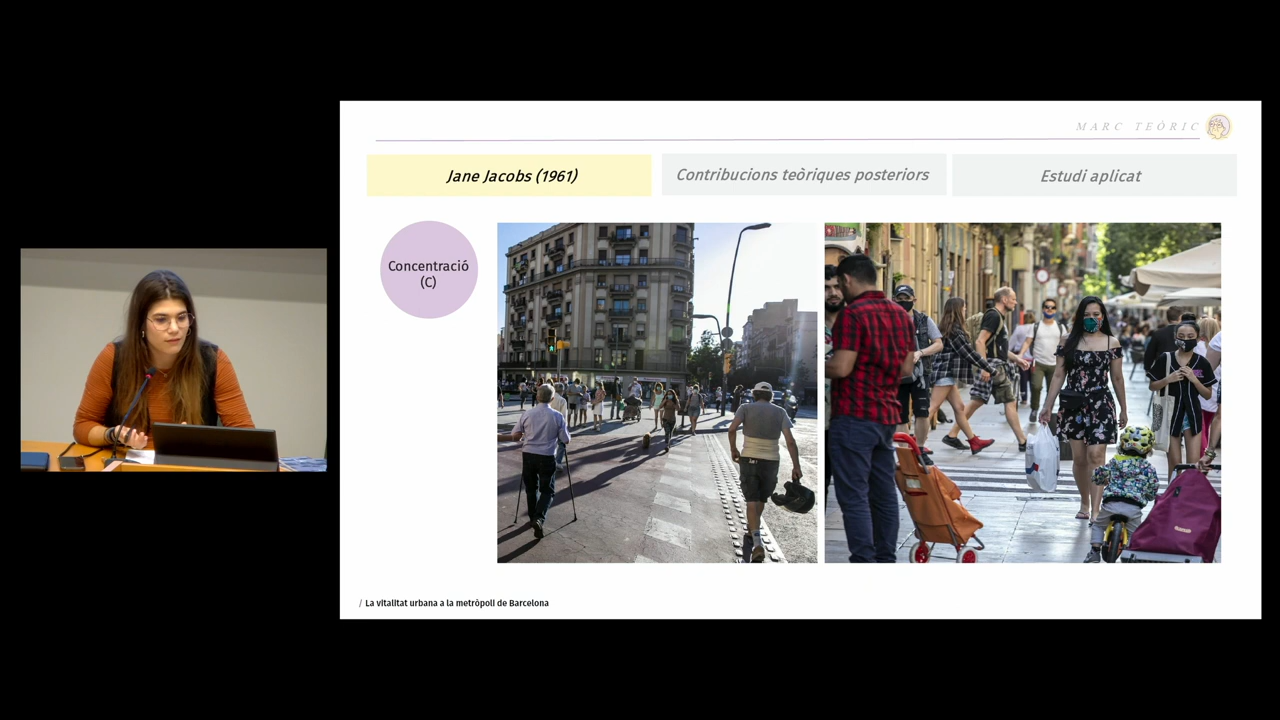 MARC TEÒRIC
Jane Jacobs (1961)
Contribucions teòriques posteriors
Estudi aplicat
Concentració
(C)
/ La vitalitat urbana a la metròpoli de Barcelona